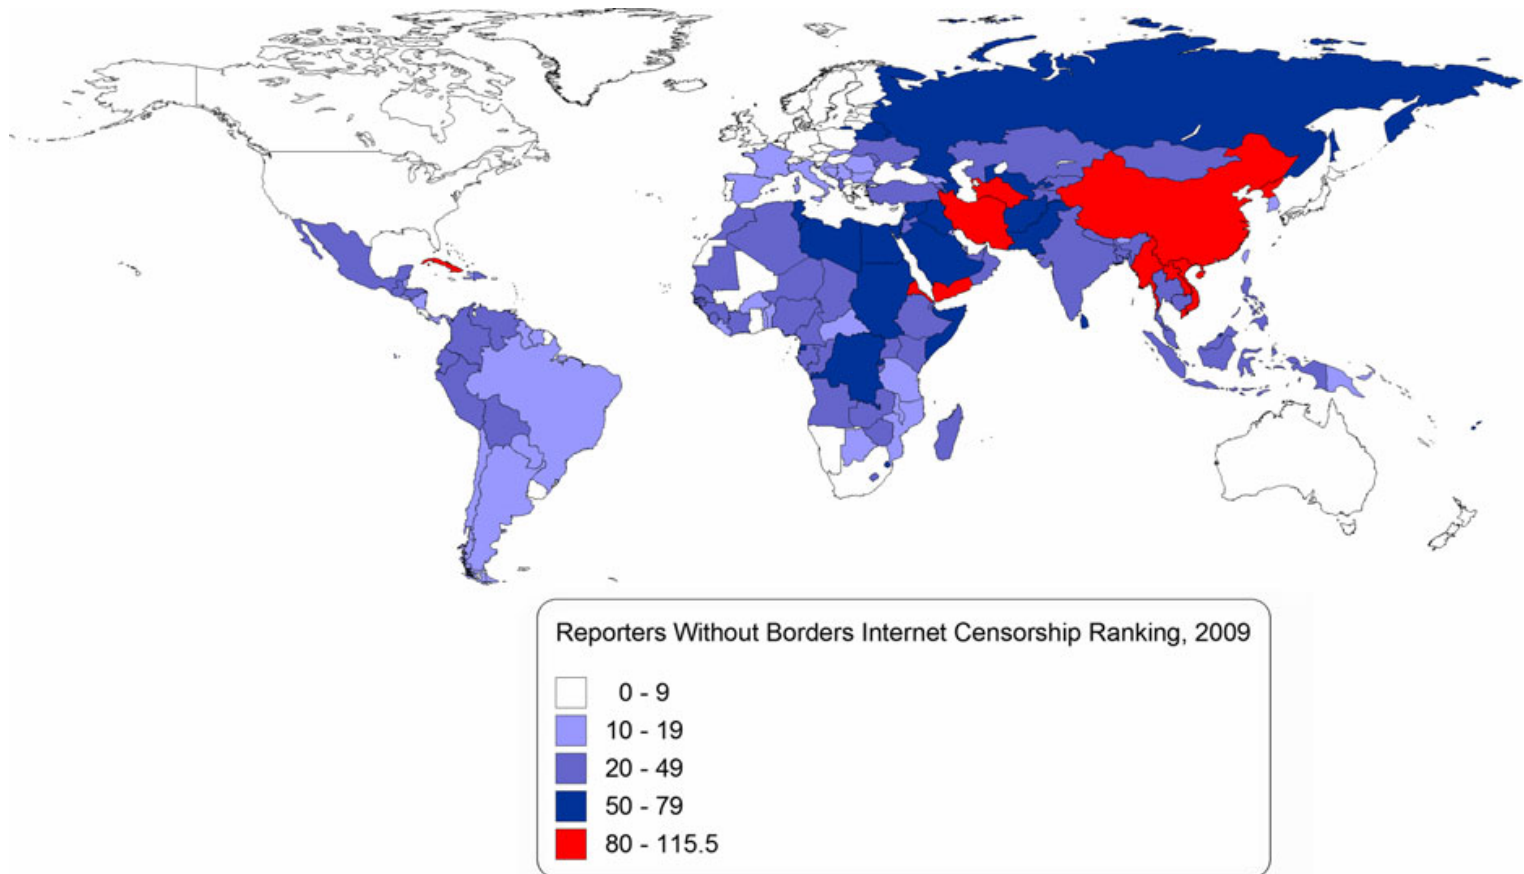 Reporters Without Borders Internet Censorship Ranking, 2009
0 - 9
10 - 19
20 - 49
50 - 79
80 - 115.5